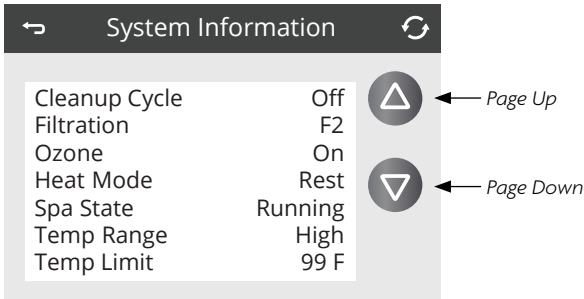 System Information
Cleanup Cycle Off
Filtration F2
Ozone On
Heat Mode Rest
Spa State Running
Temp Range High
Temp Limit 99 F
Page Up
Page Down